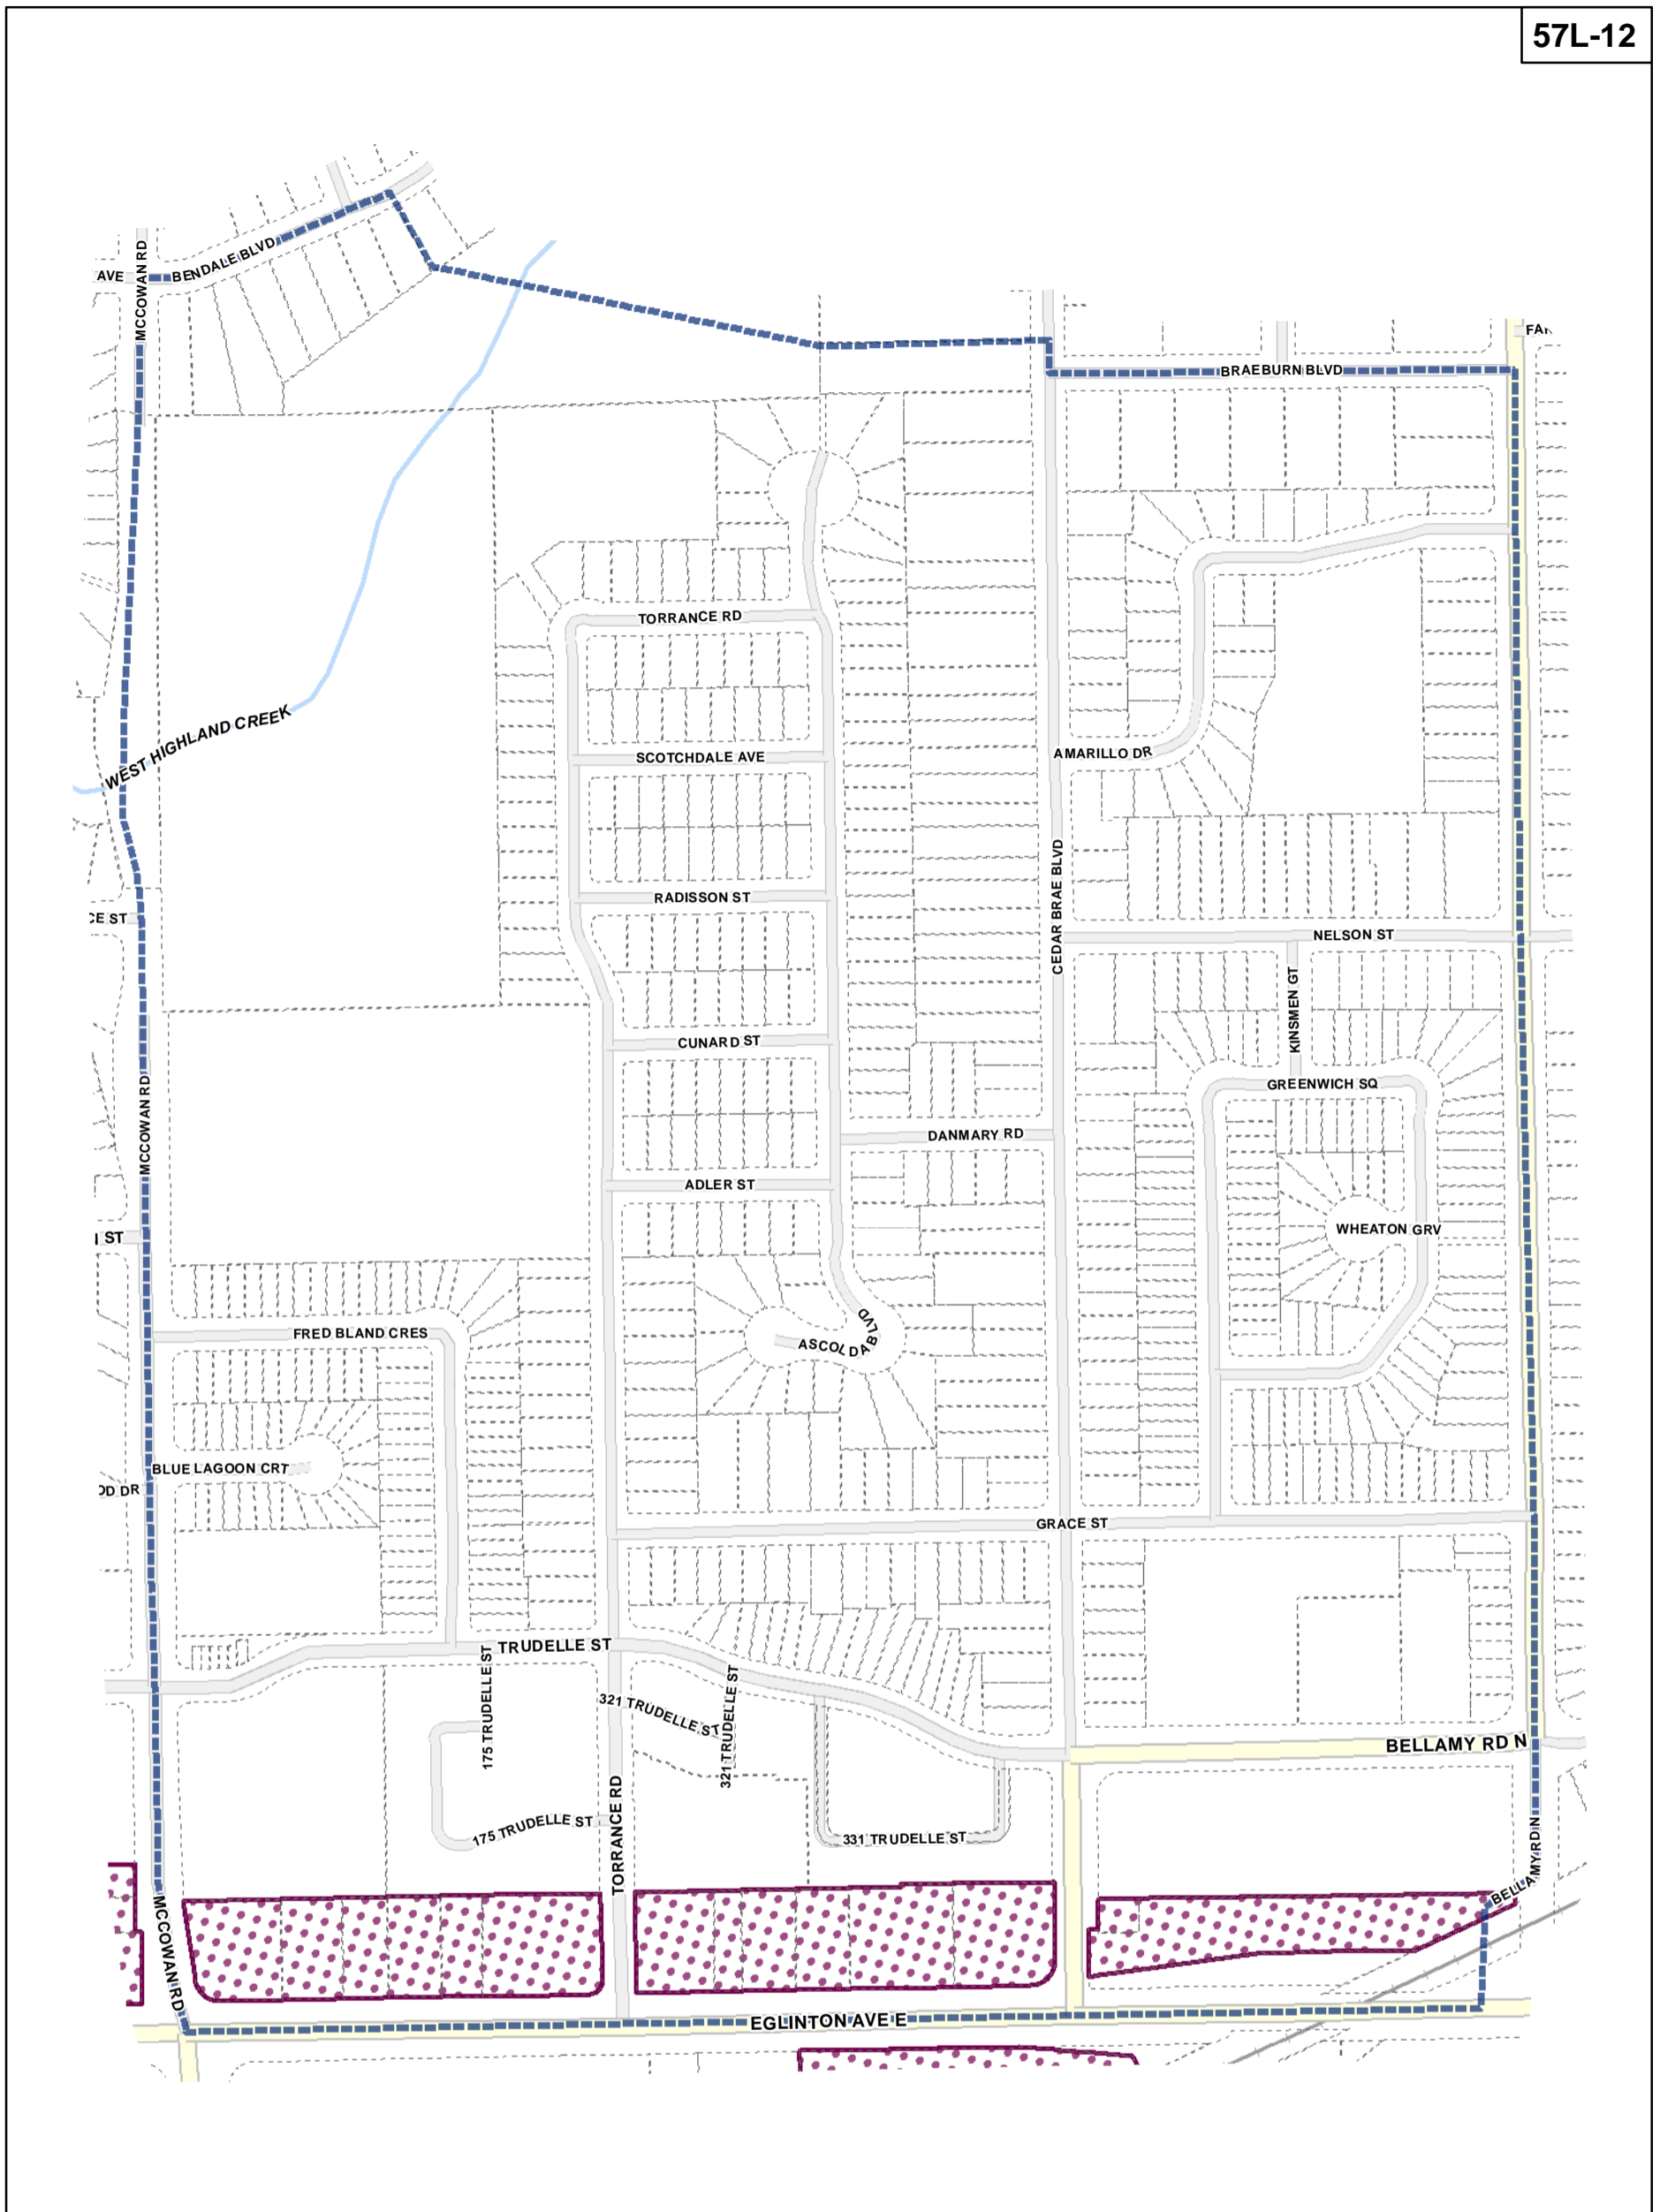 57L-12
MCCOWAN RD
AVE
BENDALE BLVD
BRAEBURN BLVD
TORRANCE RD
WEST HIGHLAND CREEK
SCOTCHDALE AVE
AMARILLO DR
RADISSON ST
CEDAR BRAE BLVD
CE ST
NELSON ST
KINSMEN GT
CUNARD ST
MCCOWAN RD
GREENWICH SQ
DANMARY RD
ADLER ST
WHEATON GRV
ST
FRED BLAND CRES
ASCOLDA BLVD
BLUE LAGOON CRT
OD DR
GRACE ST
TRUDELLE ST
175 TRUDELLE ST
321 TRUDELLE ST
321 TRUDELLE ST
BELLAMY RD N
175 TRUDELLE ST
331 TRUDELLE ST
TORRANCE RD
BELLAMY RD N
MCCOWAN RD
EGLINTON AVE E